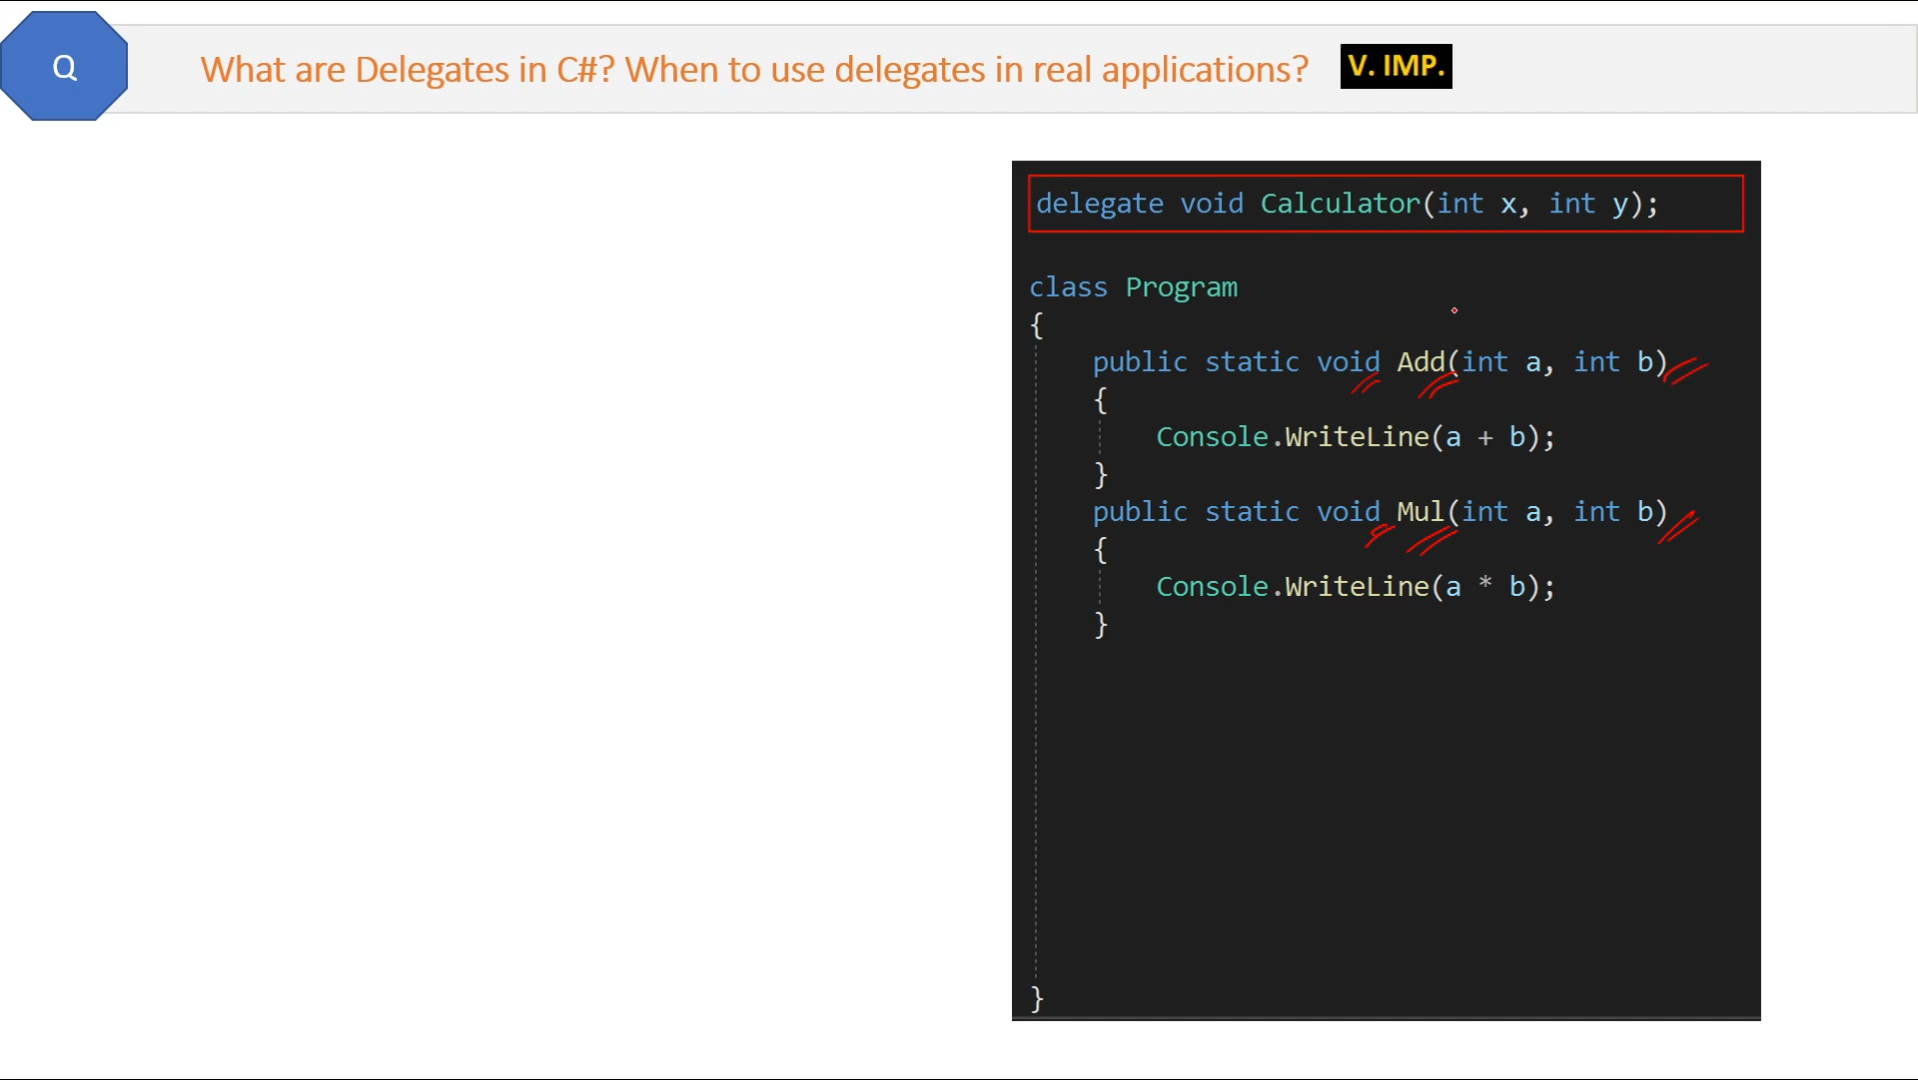 Q
What are Delegates in C#? When to use delegates in real applications?
V. IMP.
delegate void Calculator(int x, int y);
class Program
{
public static void Add(int a, int b)
{
Console.WriteLine(a + b);
}
public static void Mul(int a, int b)
{
Console.WriteLine(a * b);
}
}